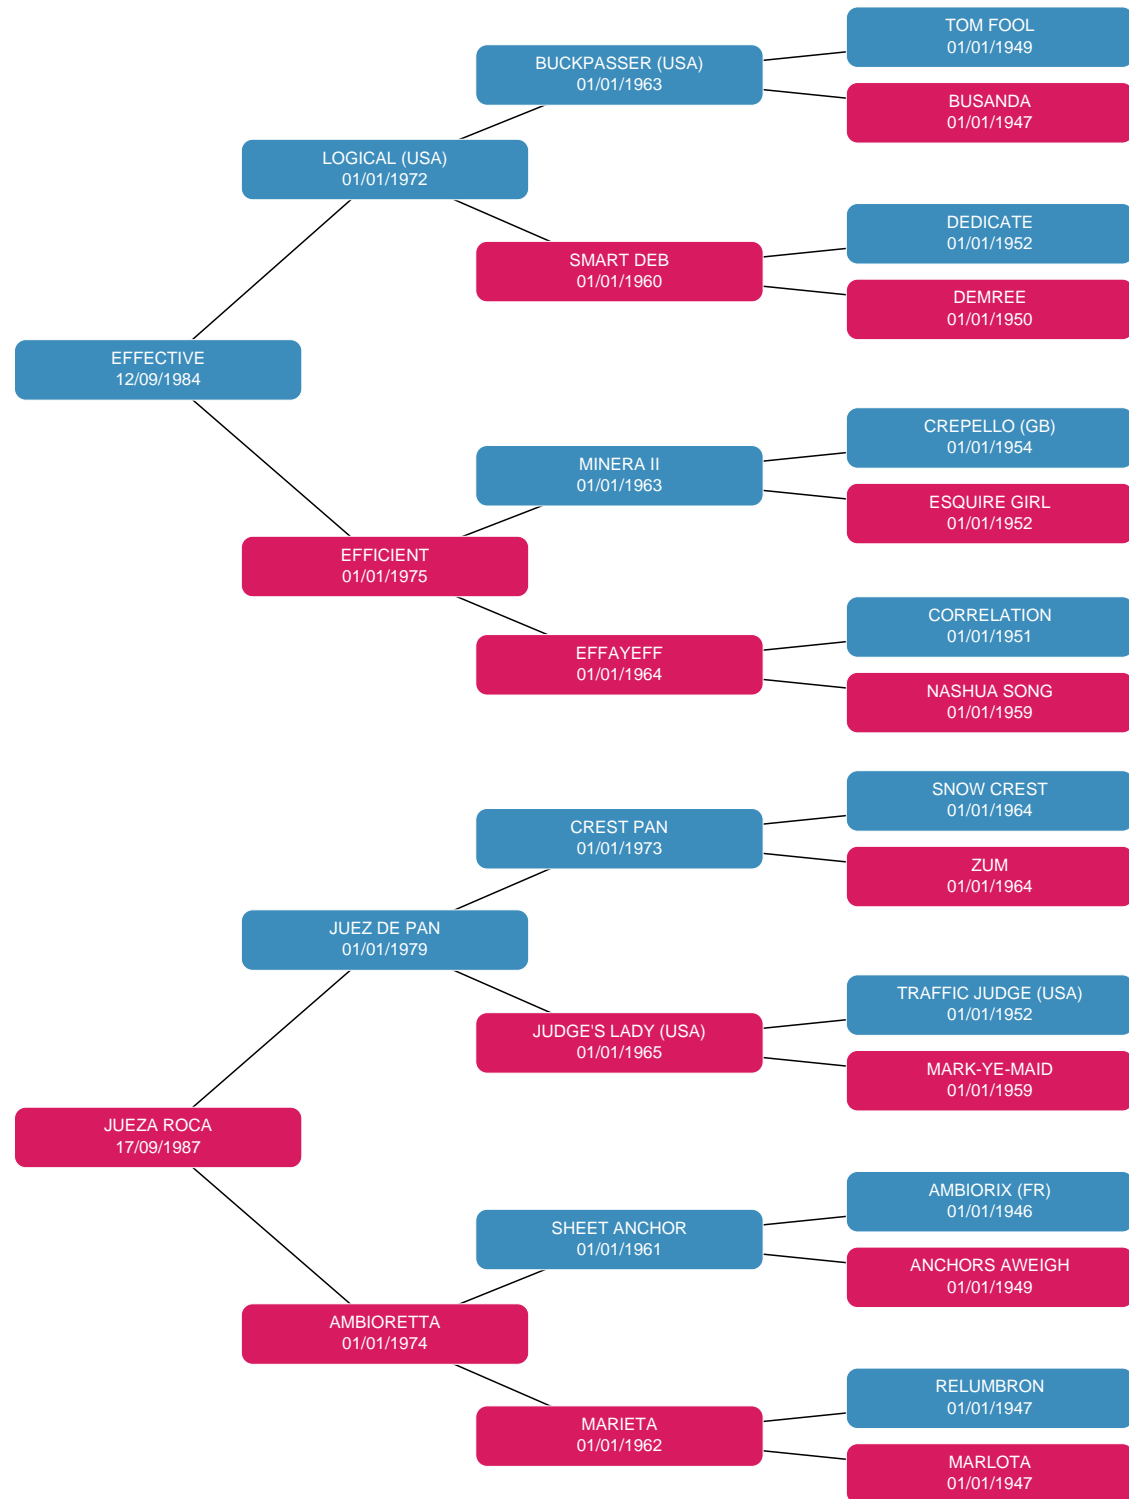 TOM FOOL
01/01/1949
BUCKPASSER (USA)
01/01/1963
BUSANDA
01/01/1947
LOGICAL (USA)
01/01/1972
DEDICATE
01/01/1952
SMART DEB
01/01/1960
DEMREE
01/01/1950
EFFECTIVE
12/09/1984
CREPELLO (GB)
01/01/1954
MINERA II
01/01/1963
ESQUIRE GIRL
01/01/1952
EFFICIENT
01/01/1975
CORRELATION
01/01/1951
EFFAYEFF
01/01/1964
NASHUA SONG
01/01/1959
SNOW CREST
01/01/1964
CREST PAN
01/01/1973
ZUM
01/01/1964
JUEZ DE PAN
01/01/1979
TRAFFIC JUDGE (USA)
01/01/1952
JUDGE'S LADY (USA)
01/01/1965
MARK-YE-MAID
01/01/1959
JUEZA ROCA
17/09/1987
AMBIORIX (FR)
01/01/1946
SHEET ANCHOR
01/01/1961
ANCHORS AWEIGH
01/01/1949
AMBIORETTA
01/01/1974
RELUMBRON
01/01/1947
MARIETA
01/01/1962
MARLOTA
01/01/1947